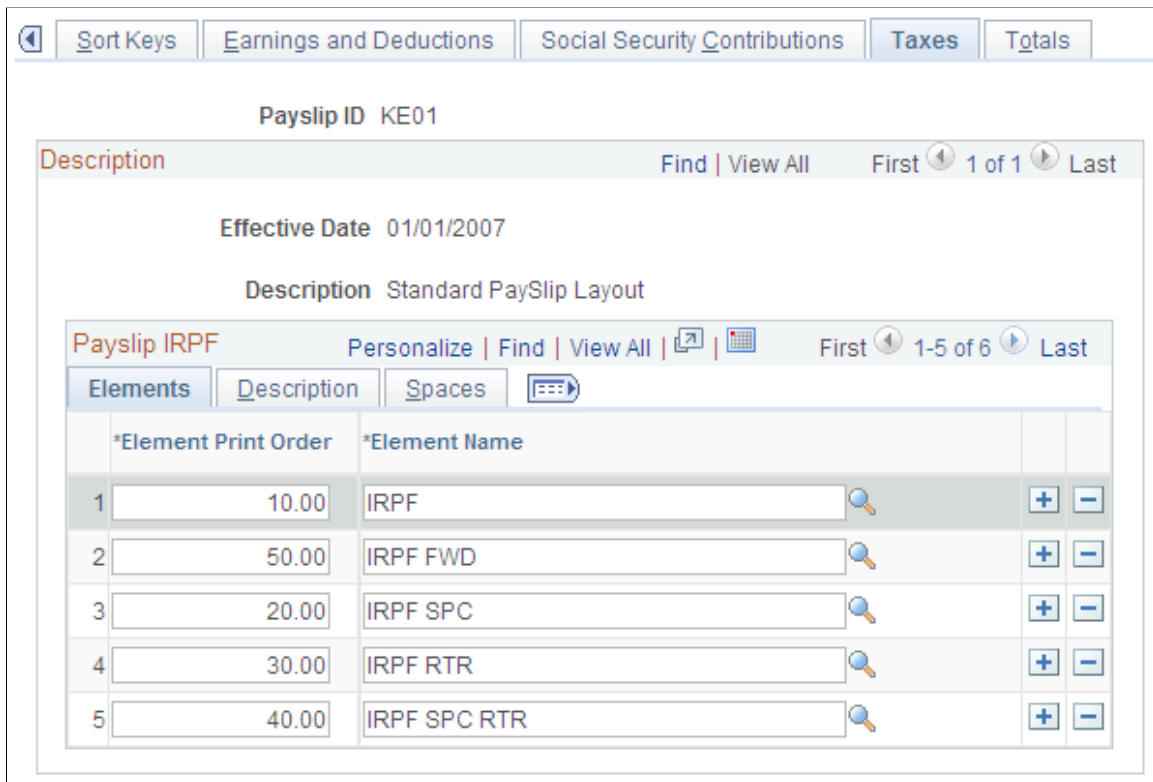 Sort Keys Earnings and Deductions Social Security Contributions Taxes Totals
Payslip ID KE01
Description Find | View All First 1 of 1 Last
Effective Date 01/01/2007
Description Standard PaySlip Layout
Payslip IRPF Personalize | Find | View All | | First 1-5 of 6 Last
Elements Description Spaces
*Element Print Order *Element Name
1 10.00 IRPF
2 50.00 IRPF FWD
3 20.00 IRPF SPC
4 30.00 IRPF RTR
5 40.00 IRPF SPC RTR